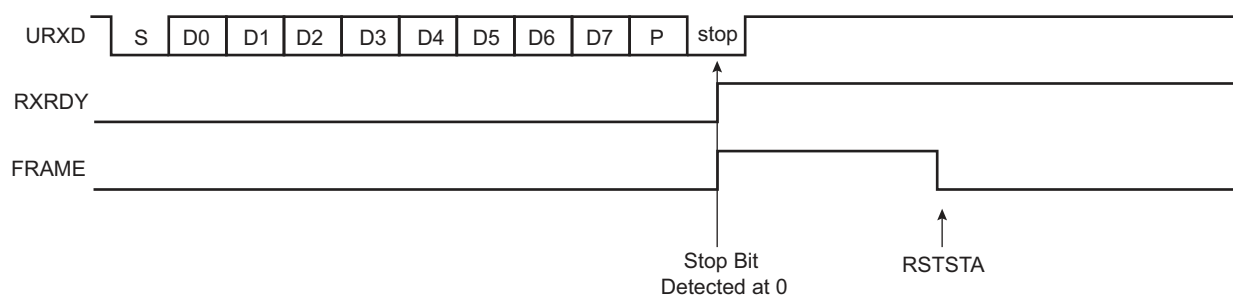 URXD S D0 D1 D2 D3 D4 D5 D6 D7 P stop
RXRDY
FRAME
Stop Bit
Detected at 0
RSTSTA